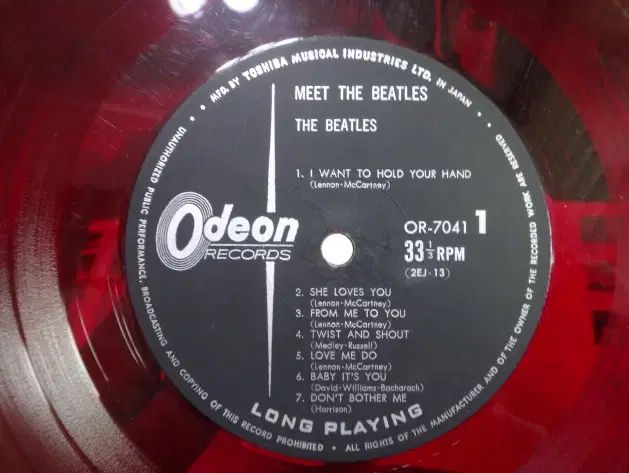 MFD. BY TOSHIBA MUSICAL INDUSTRIES LTD. IN JAPAN
MEET THE BEATLES
THE BEATLES
1. I WANT TO HOLD YOUR HAND
(Lennon-McCartney)
Odeon
RECORDS
OR-7041 1
33 1/3 RPM
(2EJ-13)
2. SHE LOVES YOU
(Lennon-McCartney)
3. FROM ME TO YOU
(Lennon-McCartney)
4. TWIST AND SHOUT
(Medley-Russell)
5. LOVE ME DO
(Lennon-McCartney)
6. BABY IT'S YOU
(David-Williams-Bacharach)
7. DON'T BOTHER ME
(Harrison)
LONG PLAYING
UNAUTHORIZED PUBLIC PERFORMANCE, BROADCASTING AND COPYING OF THIS RECORD PROHIBITED • ALL RIGHTS OF THE MANUFACTURER AND OF THE OWNER OF THE RECORDED WORK ARE RESERVED